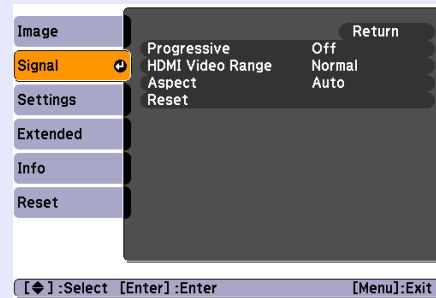 Image
Signal
Settings
Extended
Info
Reset
Return
Progressive Off
HDMI Video Range Normal
Aspect Auto
Reset
[◆] :Select [Enter] :Enter [Menu]:Exit